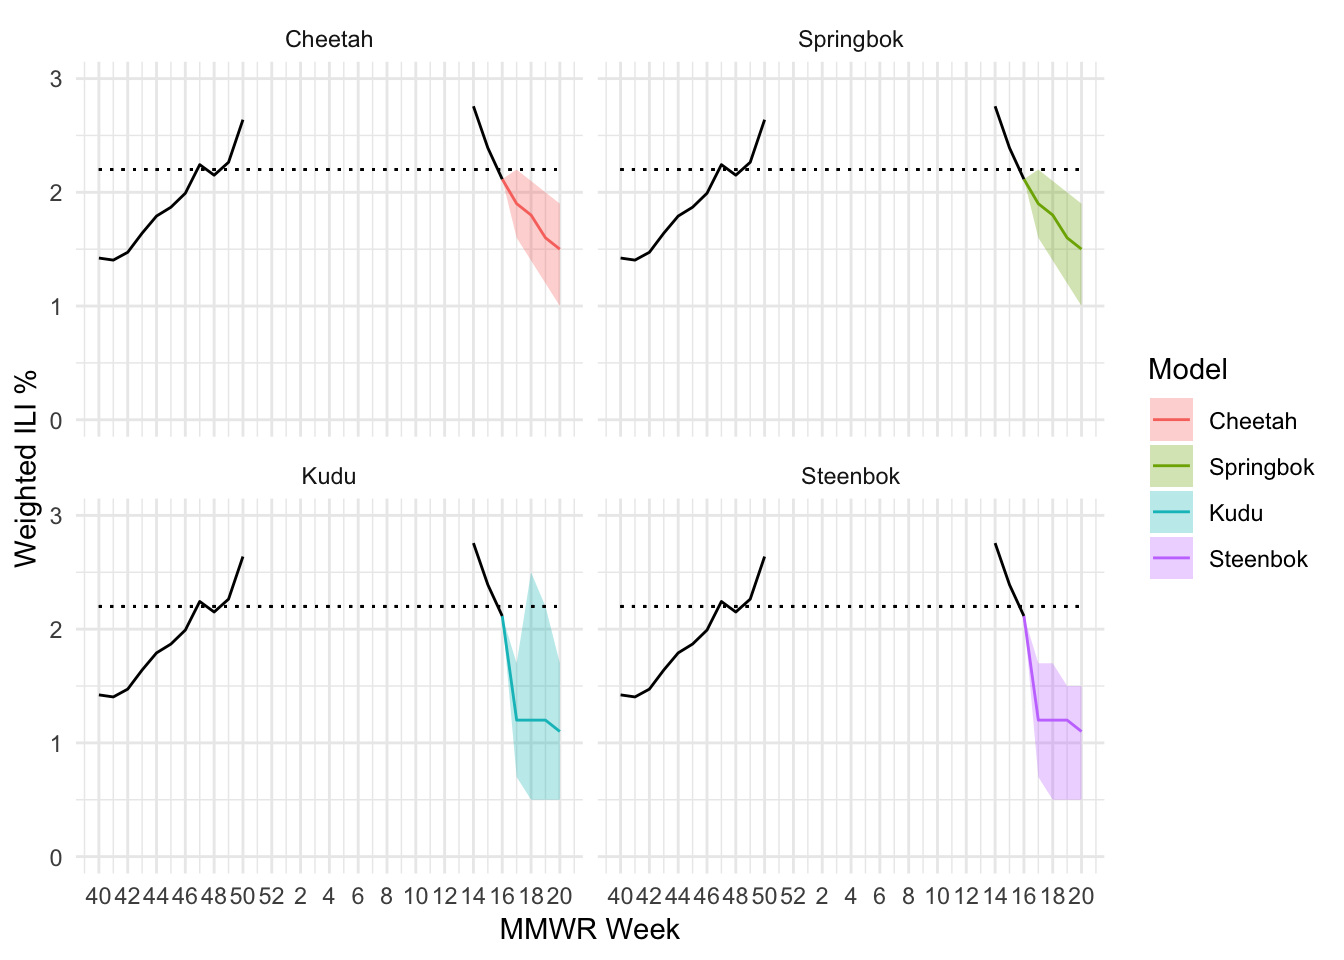 Cheetah Springbok
3
2
1
0
Kudu Steenbok
3
2
1
0
40 42 44 46 48 50 52 2 4 6 8 10 12 14 16 18 20 40 42 44 46 48 50 52 2 4 6 8 10 12 14 16 18 20
MMWR Week
Weighted ILI %
Model
Cheetah
Springbok
Kudu
Steenbok